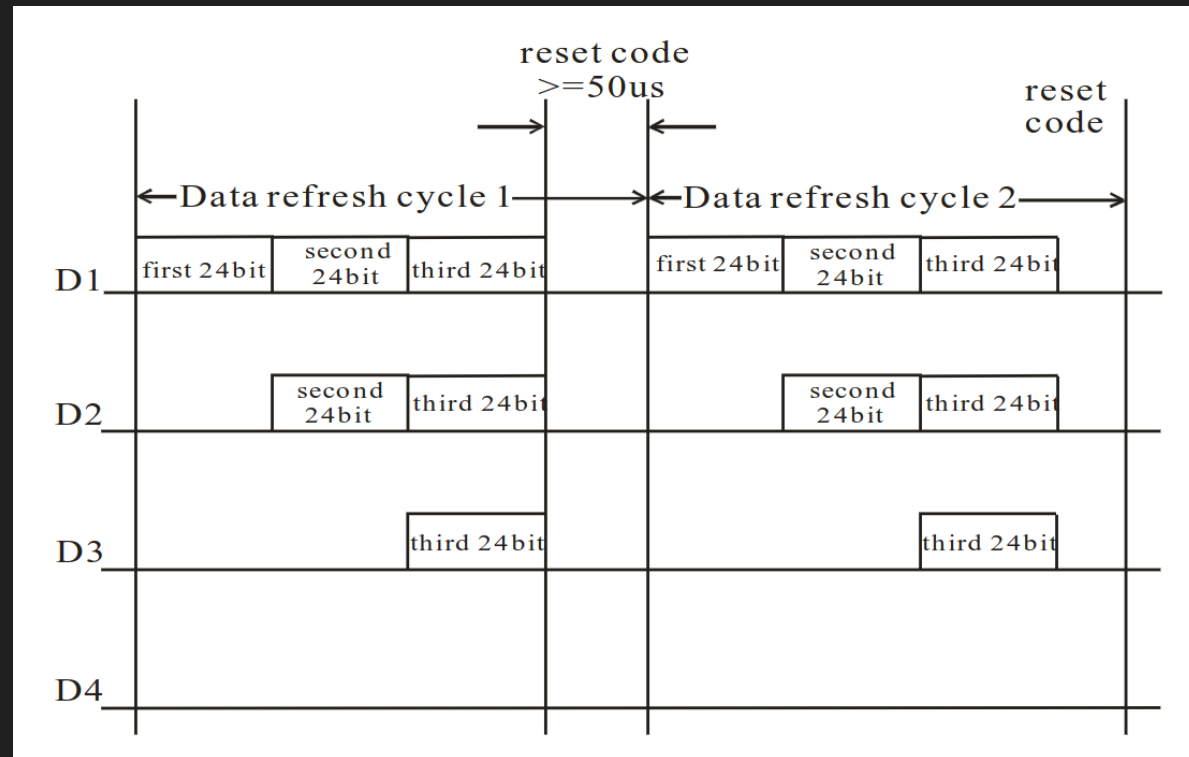 reset code
>=50us
reset
code
Data refresh cycle 1
Data refresh cycle 2
D1
first 24bit
second
24bit
third 24bit
first 24bit
second
24bit
third 24bit
D2
second
24bit
third 24bit
second
24bit
third 24bit
D3
third 24bit
third 24bit
D4